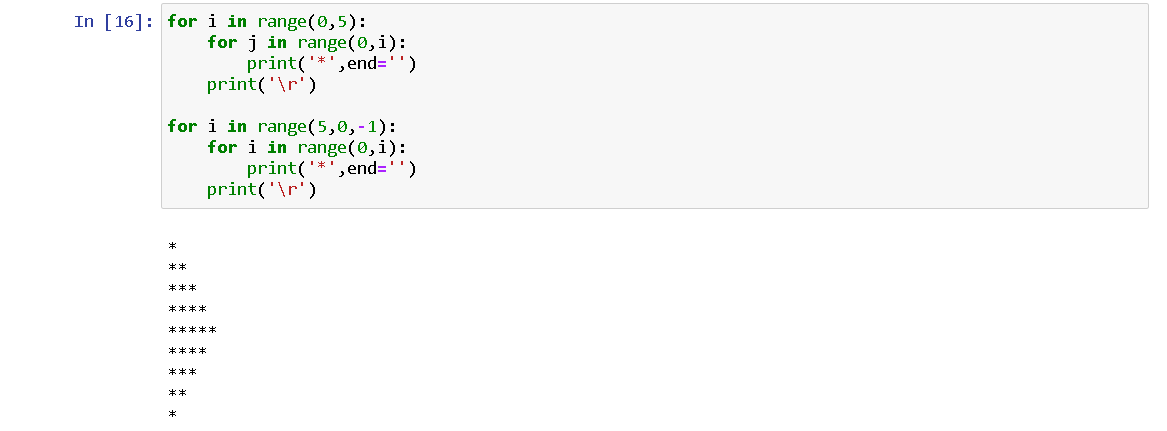 In [16]: for i in range(0,5):
    for j in range(0,i):
        print('*',end='')
    print('\r')
for i in range(5,0,-1):
    for i in range(0,i):
        print('*',end='')
    print('\r')
*
**
***
****
*****
****
***
**
*